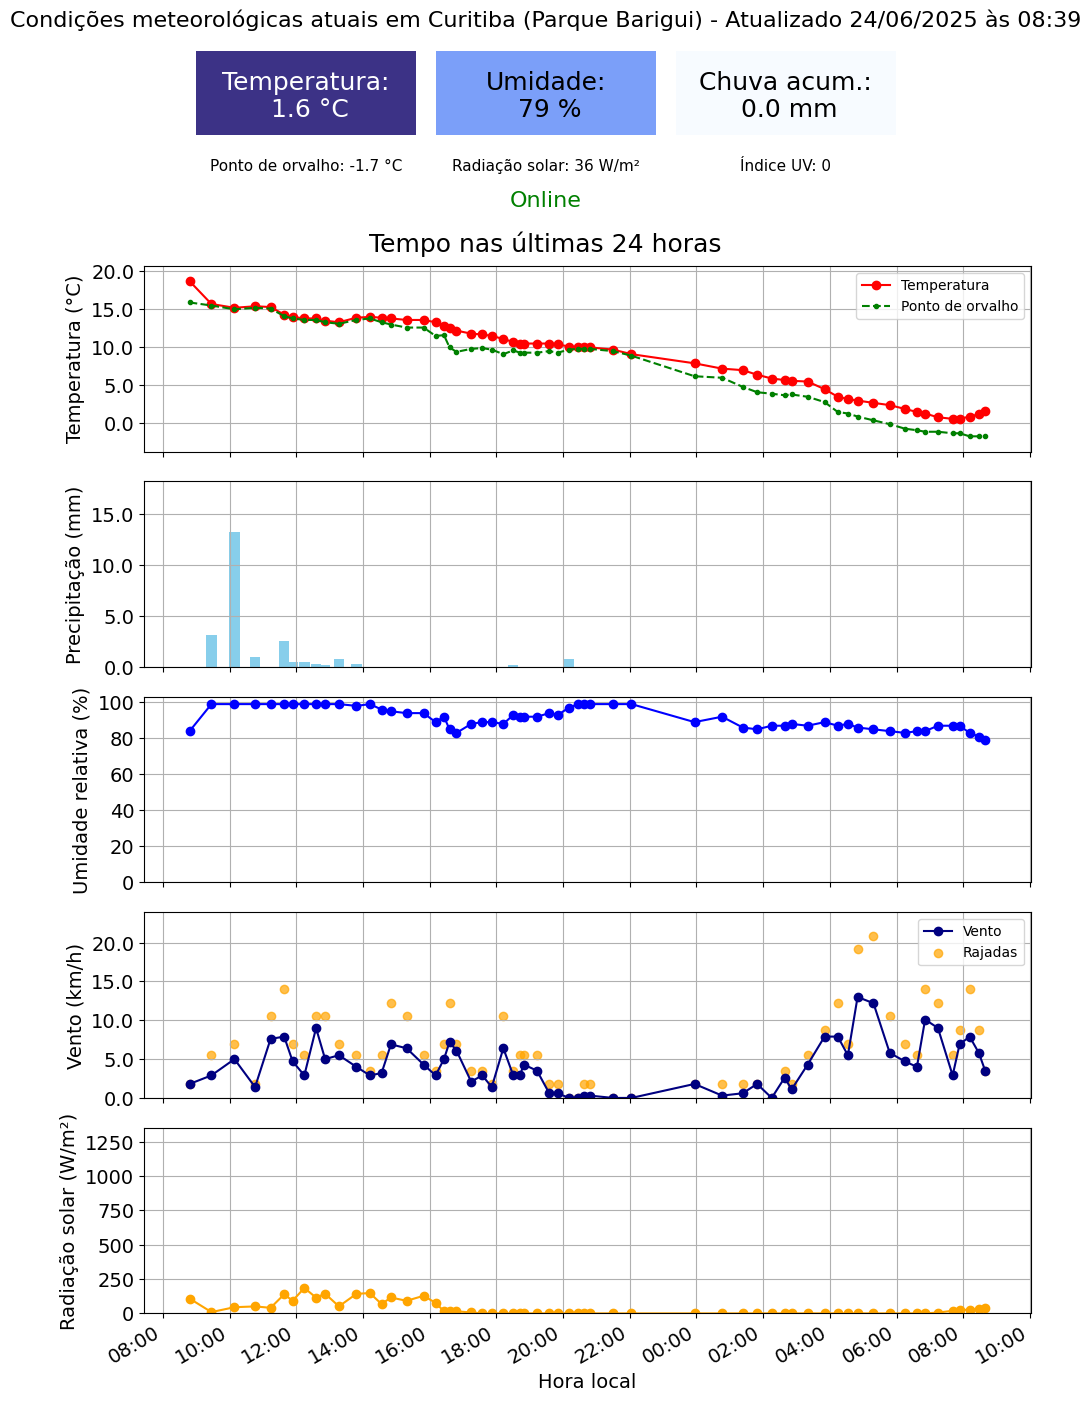 Condições meteorológicas atuais em Curitiba (Parque Barigui) - Atualizado 24/06/2025 às 08:39
Temperatura:
1.6 °C
Umidade:
79 %
Chuva acum.:
0.0 mm
Ponto de orvalho: -1.7 °C
Radiação solar: 36 W/m²
Índice UV: 0
Online
Tempo nas últimas 24 horas
Temperatura (°C)
20.0
15.0
10.0
5.0
0.0
Temperatura
Ponto de orvalho
Precipitação (mm)
15.0
10.0
5.0
0.0
Umidade relativa (%)
100
80
60
40
20
0
Vento (km/h)
20.0
15.0
10.0
5.0
0.0
Vento
Rajadas
Radiação solar (W/m²)
1250
1000
750
500
250
0
08:00 10:00 12:00 14:00 16:00 18:00 20:00 22:00 00:00 02:00 04:00 06:00 08:00 10:00
Hora local